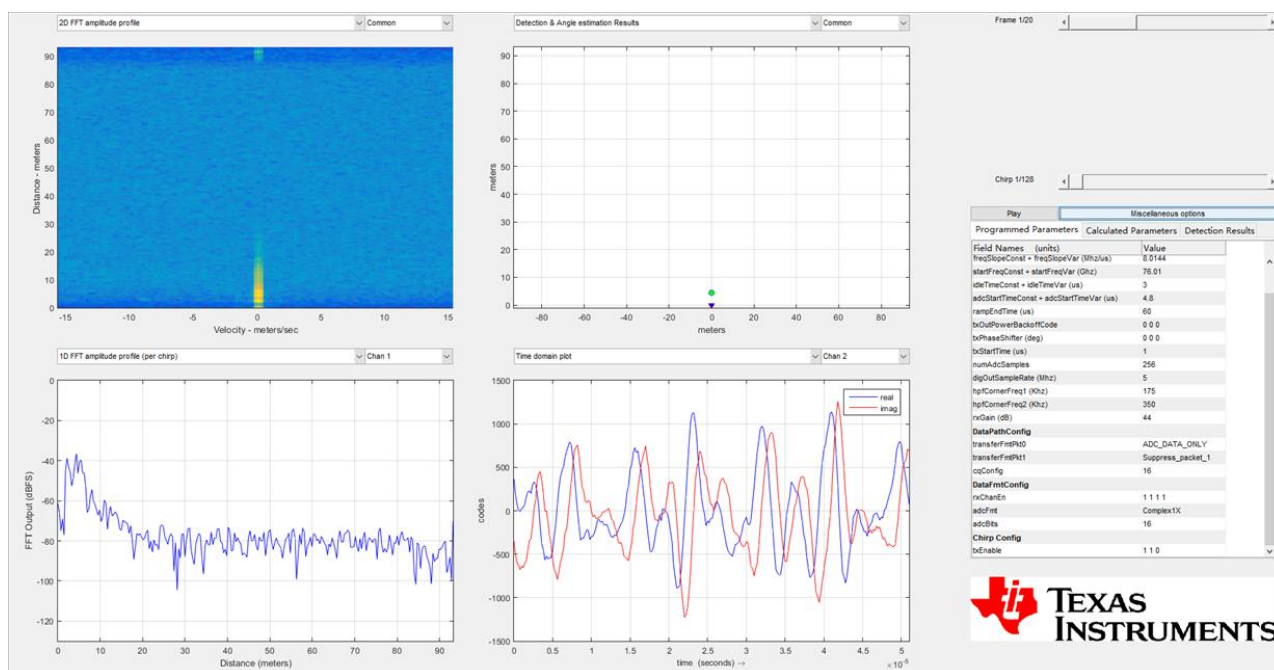 2D FFT amplitude profile
Common
Detection & Angle estimation Results
Common
Frame 1/20
90
80
70
60
50
40
30
20
10
0
Distance - meters
-15
-10
-5
0
5
10
15
Velocity - meters/sec
90
80
70
60
50
40
30
20
10
0
meters
-80
-60
-40
-20
0
20
40
60
80
meters
Chirp 1/128
Play
Miscellaneous options
Programmed Parameters
Calculated Parameters
Detection Results
Field Names (units)
Value
freqSlopeConst + freqSlopeVar (Mhz/us)
8.0144
startFreqConst + startFreqVar (Ghz)
76.01
idleTimeConst + idleTimeVar (us)
3
adcStartTimeConst + adcStartTimeVar (us)
4.8
rampEndTime (us)
60
txOutPowerBackoffCode
0 0 0
txPhaseShifter (deg)
0 0 0
txStartTime (us)
1
numAdcSamples
256
digOutSampleRate (Mhz)
5
hpfCornerFreq1 (Khz)
175
hpfCornerFreq2 (Khz)
350
rxGain (dB)
44
DataPathConfig
transferFmtPkt0
ADC_DATA_ONLY
transferFmtPkt1
Suppress_packet_1
cqConfig
16
DataFmtConfig
rxChanEn
1 1 1 1
adcFmt
Complex1X
adcBits
16
Chirp Config
txEnable
1 1 0
1D FFT amplitude profile (per chirp)
Chan 1
Time domain plot
Chan 2
0
-20
-40
-60
-80
-100
-120
FFT Output (dBFS)
0
10
20
30
40
50
60
70
80
90
Distance (meters)
1500
1000
500
0
-500
-1000
-1500
codes
real
imag
0
0.5
1
1.5
2
2.5
3
3.5
4
4.5
5
time (seconds) →
× 10⁻⁵
TEXAS
INSTRUMENTS